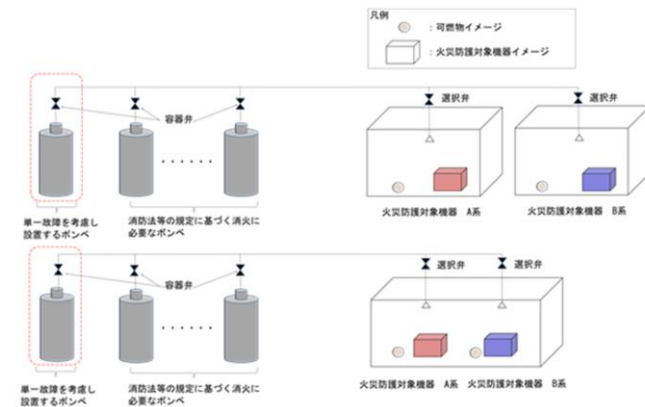 凡例
：可燃物イメージ
：火災防護対象機器イメージ
容器弁
選択弁
選択弁
単一故障を考慮し
設置するボンベ
消防法等の規定に基づく消火に
必要なボンベ
火災防護対象機器 A系
火災防護対象機器 B系
容器弁
選択弁
選択弁
単一故障を考慮し
設置するボンベ
消防法等の規定に基づく消火に
必要なボンベ
火災防護対象機器 A系
火災防護対象機器 B系